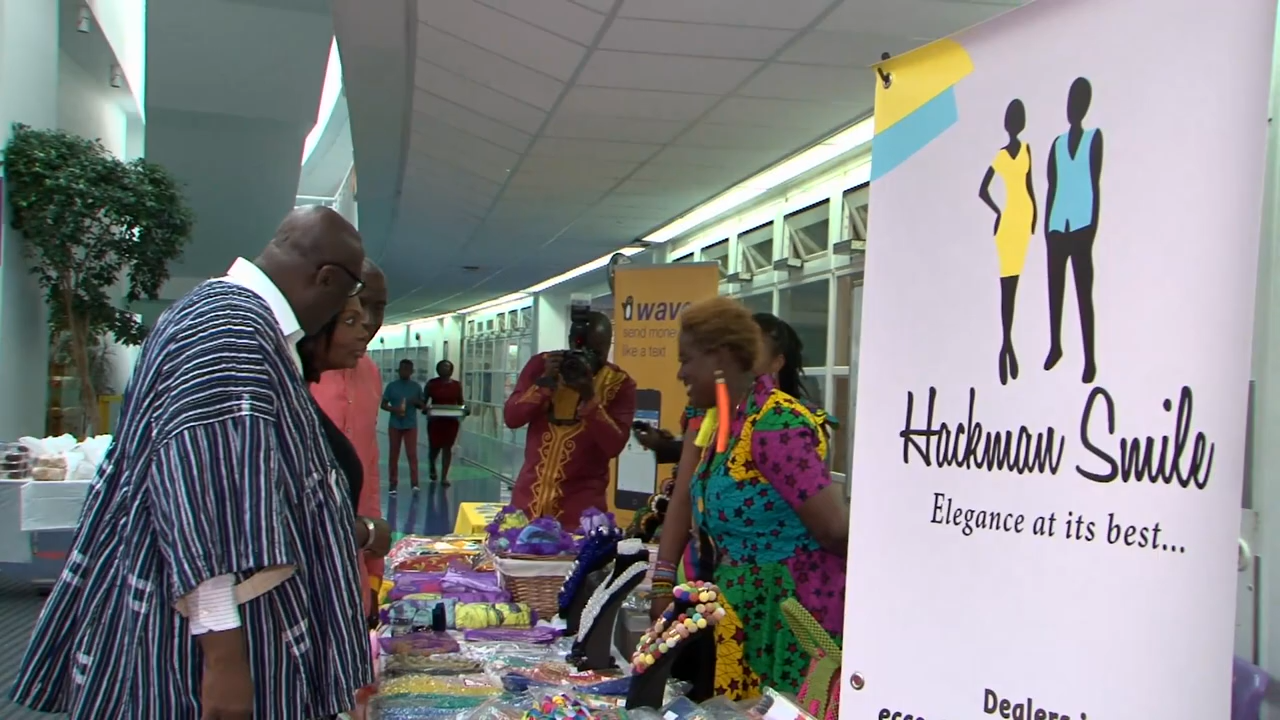 wave
send money
like a text
Hackman Smile
Elegance at its best...
Dealers